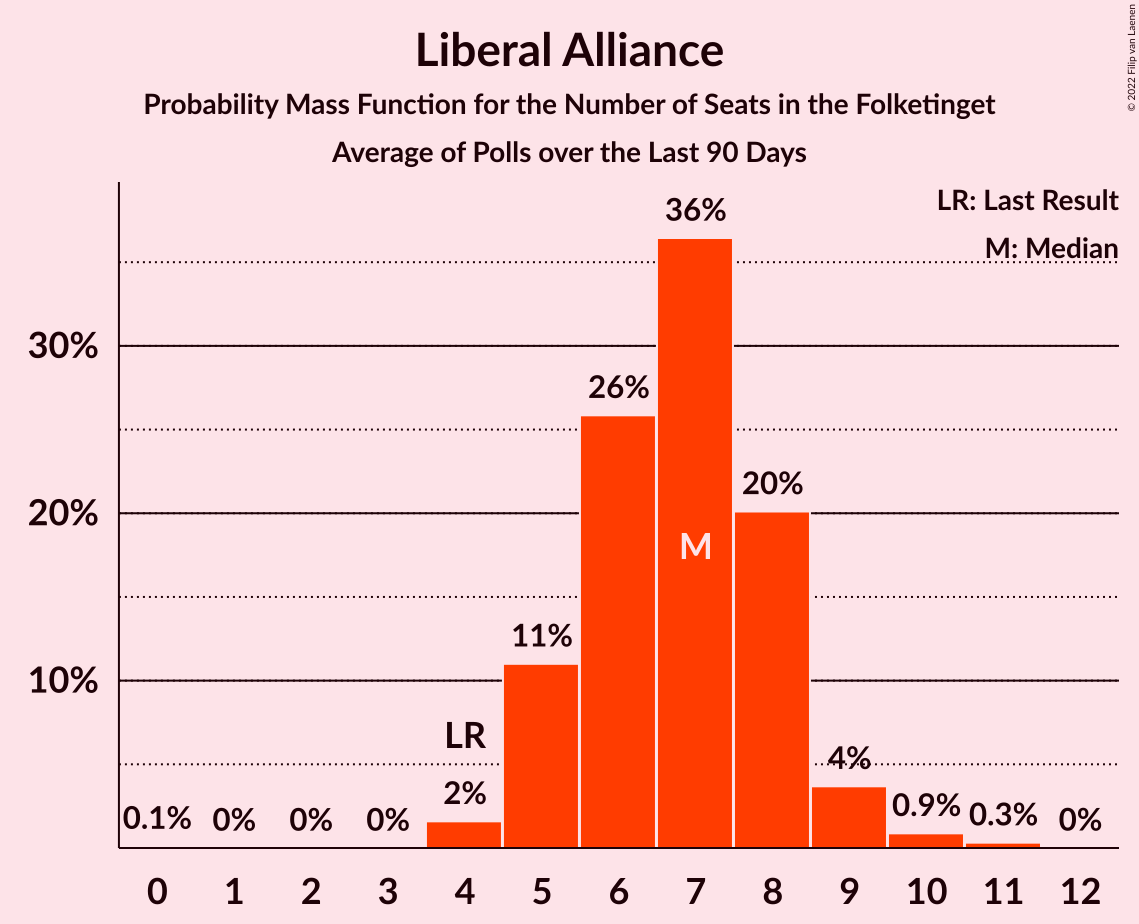 Liberal Alliance
Probability Mass Function for the Number of Seats in the Folketinget
Average of Polls over the Last 90 Days
© 2022 Filip van Laenen
LR: Last Result
M: Median
36%
30%
26%
20%
20%
M
11%
10%
LR
4%
2%
0.1% 0% 0% 0% 0.9% 0.3% 0%
0 1 2 3 4 5 6 7 8 9 10 11 12